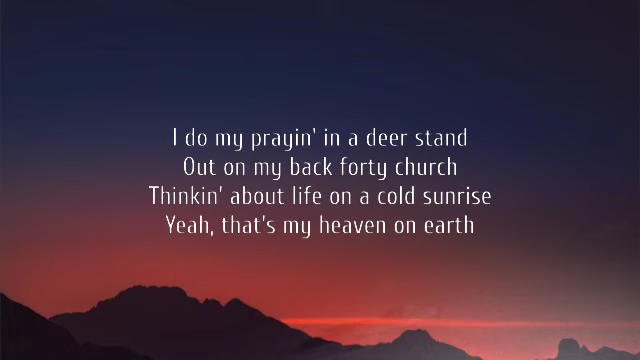 I do my prayin' in a deer stand
Out on my back forty church
Thinkin' about life on a cold sunrise
Yeah, that's my heaven on earth